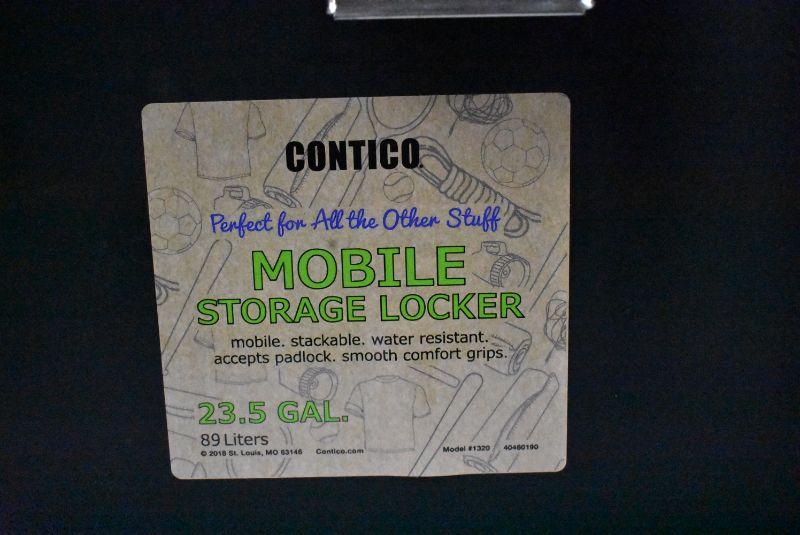 CONTICO.
Perfect for All the Other Stuff
MOBILE
STORAGE LOCKER
mobile. stackable. water resistant.
accepts padlock. smooth comfort grips.
23.5 GAL.
89 Liters
© 2018 St. Louis, MO 63146 Contico.com Model #1320 40460190